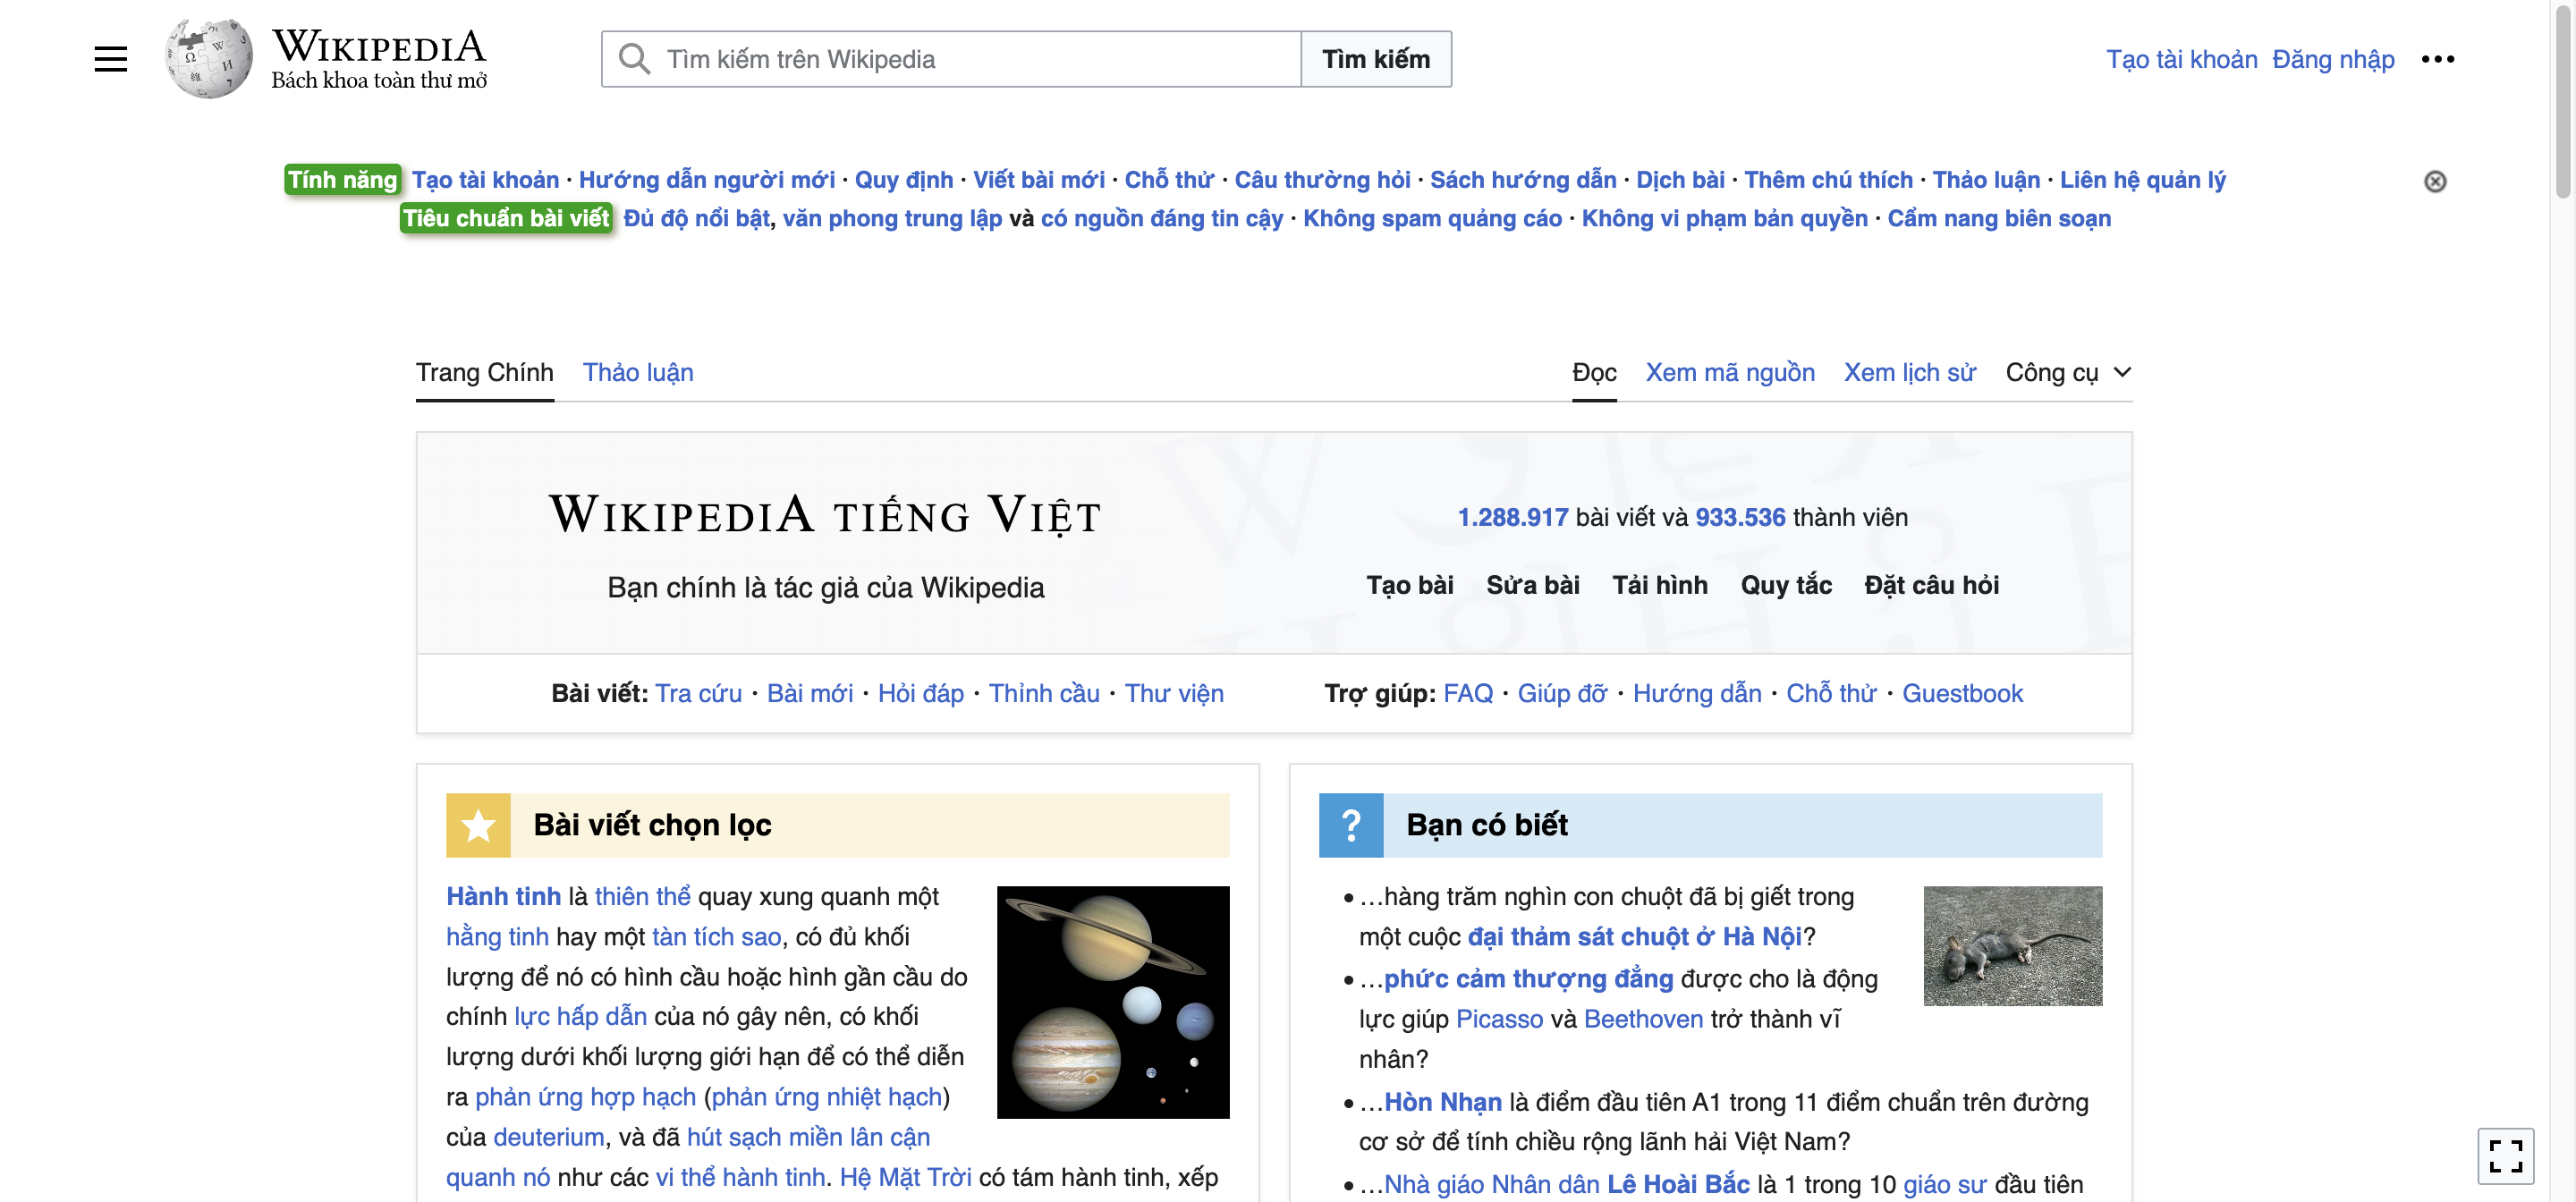 WIKIPEDIA
Bách khoa toàn thư mở
Tìm kiếm trên Wikipedia
Tìm kiếm
Tạo tài khoản Đăng nhập
Tính năng Tạo tài khoản · Hướng dẫn người mới · Quy định · Viết bài mới · Chỗ thử · Câu thường hỏi · Sách hướng dẫn · Dịch bài · Thêm chú thích · Thảo luận · Liên hệ quản lý
Tiêu chuẩn bài viết Đủ độ nổi bật, văn phong trung lập và có nguồn đáng tin cậy · Không spam quảng cáo · Không vi phạm bản quyền · Cẩm nang biên soạn
Trang Chính Thảo luận
Đọc Xem mã nguồn Xem lịch sử Công cụ
WIKIPEDIA TIẾNG VIỆT
Bạn chính là tác giả của Wikipedia
1.288.917 bài viết và 933.536 thành viên
Tạo bài Sửa bài Tải hình Quy tắc Đặt câu hỏi
Bài viết: Tra cứu · Bài mới · Hỏi đáp · Thỉnh cầu · Thư viện
Trợ giúp: FAQ · Giúp đỡ · Hướng dẫn · Chỗ thử · Guestbook
Bài viết chọn lọc
Hành tinh là thiên thể quay xung quanh một
hằng tinh hay một tàn tích sao, có đủ khối
lượng để nó có hình cầu hoặc hình gần cầu do
chính lực hấp dẫn của nó gây nên, có khối
lượng dưới khối lượng giới hạn để có thể diễn
ra phản ứng hợp hạch (phản ứng nhiệt hạch)
của deuterium, và đã hút sạch miền lân cận
quanh nó như các vi thể hành tinh. Hệ Mặt Trời có tám hành tinh, xếp
? Bạn có biết
• ...hàng trăm nghìn con chuột đã bị giết trong
một cuộc đại thảm sát chuột ở Hà Nội?
• ...phức cảm thượng đẳng được cho là động
lực giúp Picasso và Beethoven trở thành vĩ
nhân?
• ...Hòn Nhạn là điểm đầu tiên A1 trong 11 điểm chuẩn trên đường
cơ sở để tính chiều rộng lãnh hải Việt Nam?
• ...Nhà giáo Nhân dân Lê Hoài Bắc là 1 trong 10 giáo sư đầu tiên